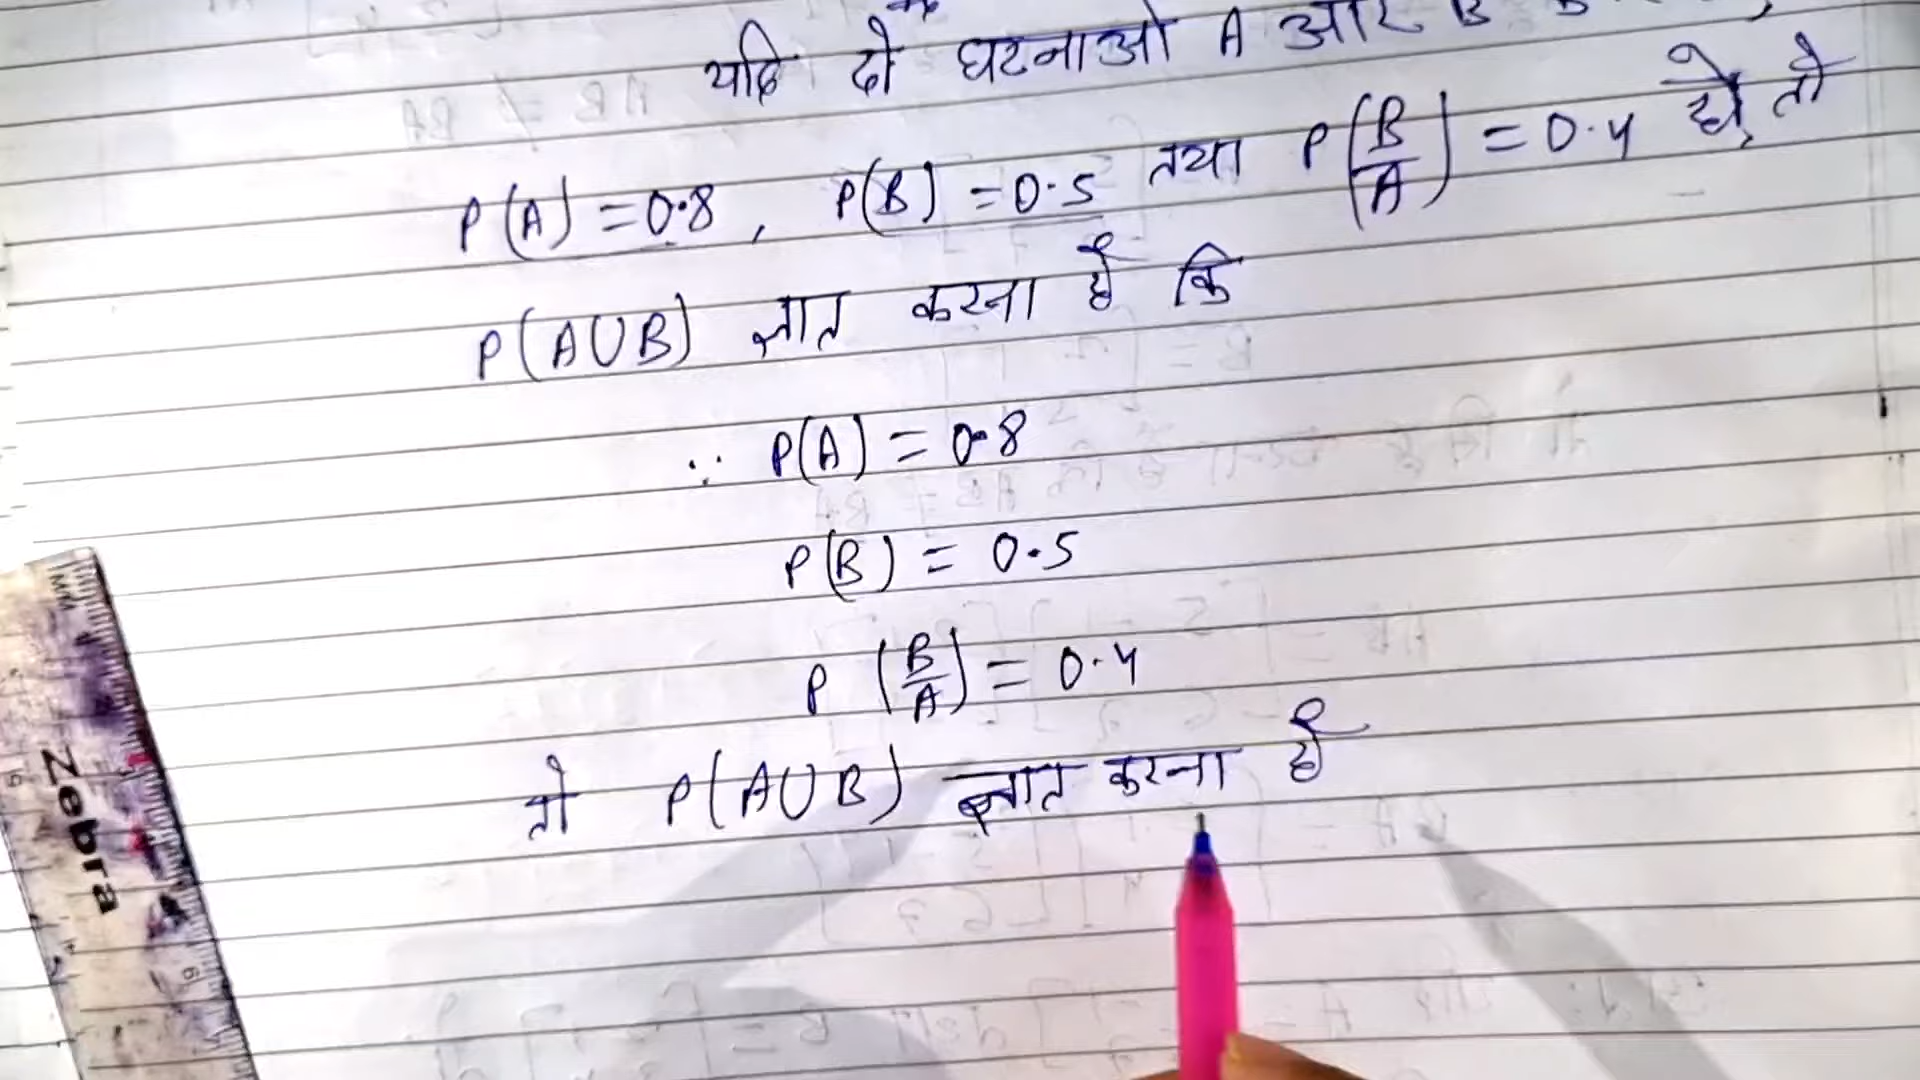 यदि दो घटनाओं A और B
P(A) = 0.8, P(B) = 0.5 तथा P(B/A) = 0.4 है, तो
P(A∪B) ज्ञात करना है कि
∵ P(A) = 0.8
P(B) = 0.5
P(B/A) = 0.4
तो P(A∪B) ज्ञात करना है
Zebra